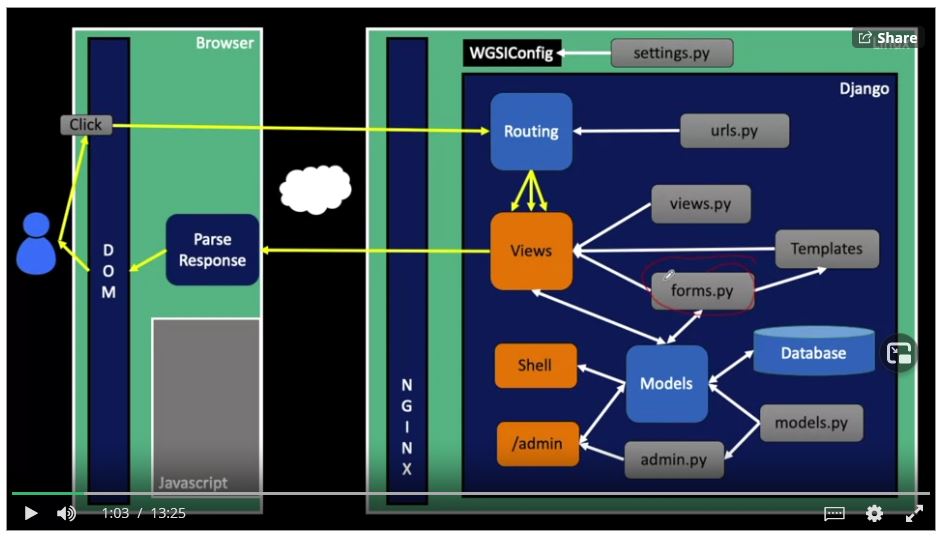 Browser
Share
WGSIConfig
settings.py
Django
Click
Routing
urls.py
views.py
D
O
M
Parse
Response
Views
Templates
forms.py
Shell
Models
Database
N
G
I
N
X
/admin
admin.py
models.py
Javascript
1:03 / 13:25